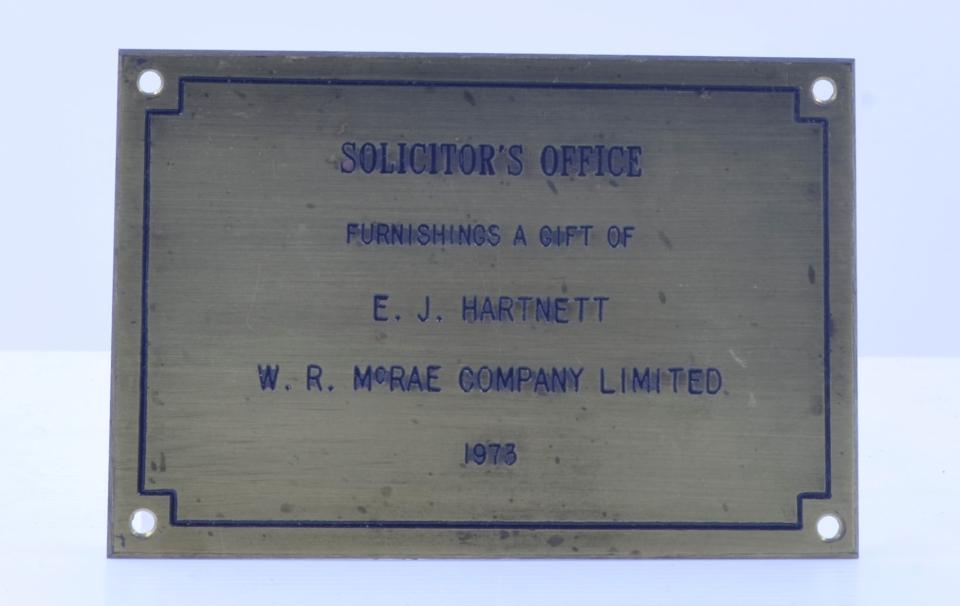 SOLICITOR'S OFFICE
FURNISHINGS A GIFT OF
E. J. HARTNETT
W. R. McRAE COMPANY LIMITED
1973